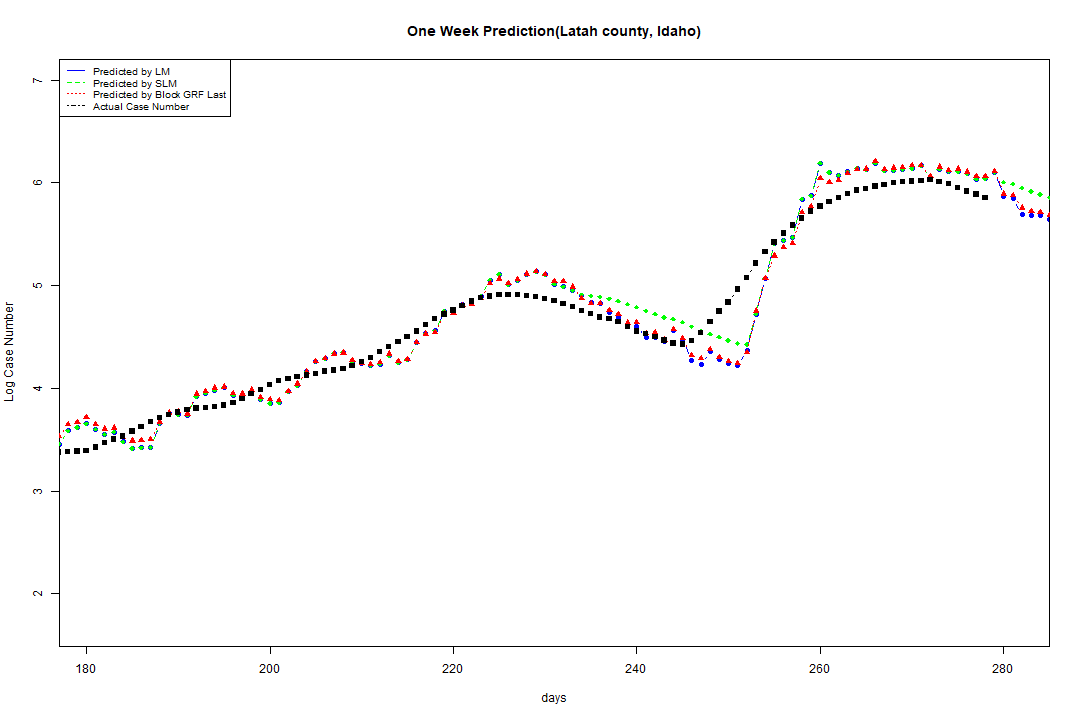 One Week Prediction(Latah county, Idaho)
Predicted by LM
Predicted by SLM
Predicted by Block GRF Last
Actual Case Number
Log Case Number
7
6
5
4
3
2
180 200 220 240 260 280
days